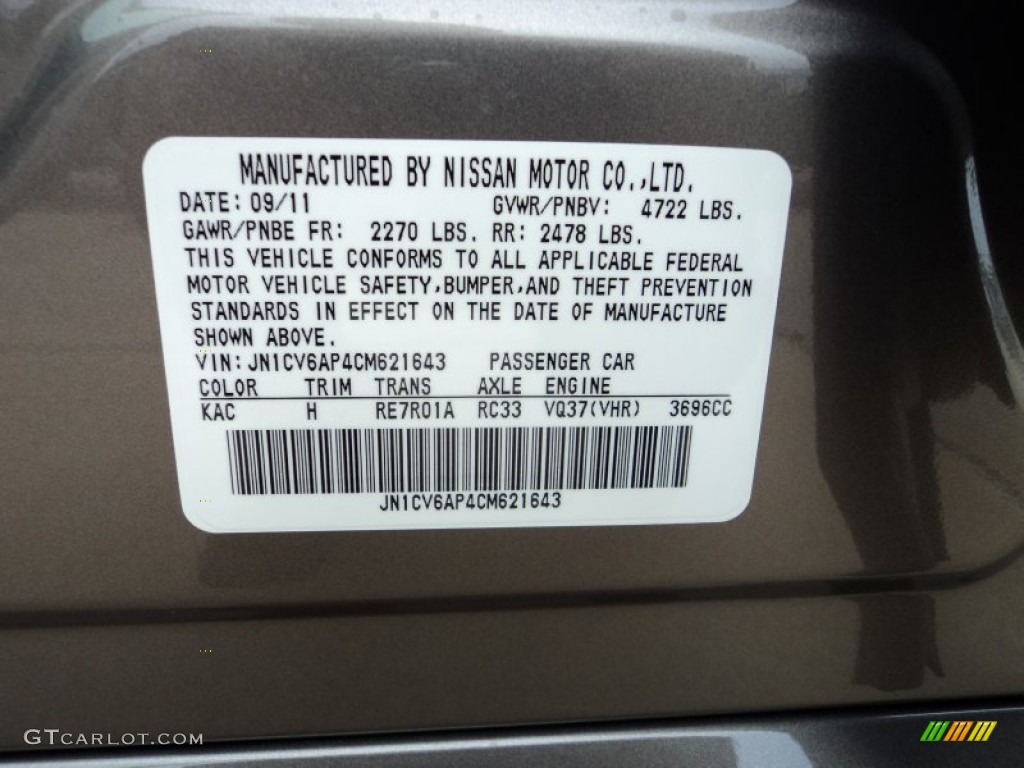 MANUFACTURED BY NISSAN MOTOR CO.,LTD.
DATE: 09/11 GVWR/PNBV: 4722 LBS.
GAWR/PNBE FR: 2270 LBS. RR: 2478 LBS.
THIS VEHICLE CONFORMS TO ALL APPLICABLE FEDERAL
MOTOR VEHICLE SAFETY,BUMPER,AND THEFT PREVENTION
STANDARDS IN EFFECT ON THE DATE OF MANUFACTURE
SHOWN ABOVE.
VIN:JN1CV6AP4CM621643 PASSENGER CAR
COLOR TRIM TRANS AXLE ENGINE
KAC H RE7R01A RC33 VQ37(VHR) 3696CC
JN1CV6AP4CM621643
GTCARLOT.COM